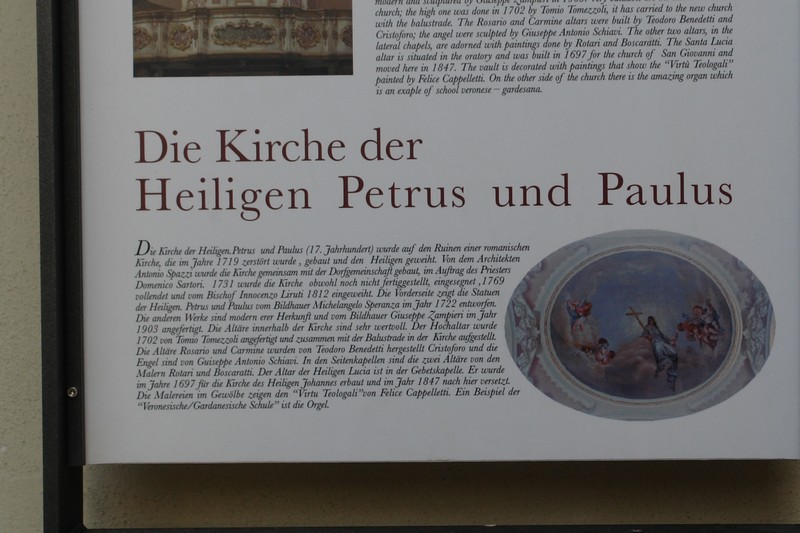 modern and sculptured by Giuseppe Zampieri in 1903. Very
church; the high one was done in 1702 by Tomio Tomezzoli, it has carried to the new church
with the balustrade. The Rosario and Carmine altars were built by Teodoro Benedetti and
Cristoforo; the angel were sculpted by Giuseppe Antonio Schiavi. The other two altars, in the
lateral chapels, are adorned with paintings done by Rotari and Boscaratti. The Santa Lucia
altar is situated in the oratory and was built in 1697 for the church of San Giovanni and
moved here in 1847. The vault is decorated with paintings that show the “Virtù Teologali”
painted by Felice Cappelletti. On the other side of the church there is the amazing organ which
is an exaple of school veronese – gardesana.
Die Kirche der
Heiligen Petrus und Paulus
Die Kirche der Heiligen.Petrus und Paulus (17. Jahrhundert) wurde auf den Ruinen einer romanischen
Kirche, die im Jahre 1719 zerstört wurde , gebaut und den Heiligen geweiht. Von dem Architekten
Antonio Spazzi wurde die Kirche gemeinsam mit der Dorfgemeinschaft gebaut, im Auftrag des Priesters
Domenico Sartori. 1731 wurde die Kirche obwohl noch nicht fertiggestellt, eingesegnet ,1769
vollendet und vom Bischof Innocenzo Liruti 1812 eingeweiht. Die Vorderseite zeigt die Statuen
der Heiligen. Petrus und Paulus vom Bildhauer Michelangelo Speranza im Jahr 1722 entworfen.
Die anderen Werke sind modern erer Herkunft und vom Bildhauer Giuseppe Zampieri im Jahr
1903 angefertigt. Die Altäre innerhalb der Kirche sind sehr wertvoll. Der Hochaltar wurde
1702 von Tomio Tomezzoli angefertigt und zusammen mit der Balustrade in der Kirche aufgestellt.
Die Altäre Rosario und Carmine wurden von Teodoro Benedetti hergestellt Cristoforo und die
Engel sind von Guiseppe Antonio Schiavi. In den Seitenkapellen sind die zwei Altäre von den
Malern Rotari und Boscaratti. Der Altar der Heiligen Lucia ist in der Gebetskapelle. Er wurde
im Jahre 1697 für die Kirche des Heiligen Johannes erbaut und im Jahr 1847 nach hier versetzt.
Die Malereien im Gewölbe zeigen den “Virtu Teologali”von Felice Cappelletti. Ein Beispiel der
“Veronesische/Gardanesische Schule” ist die Orgel.